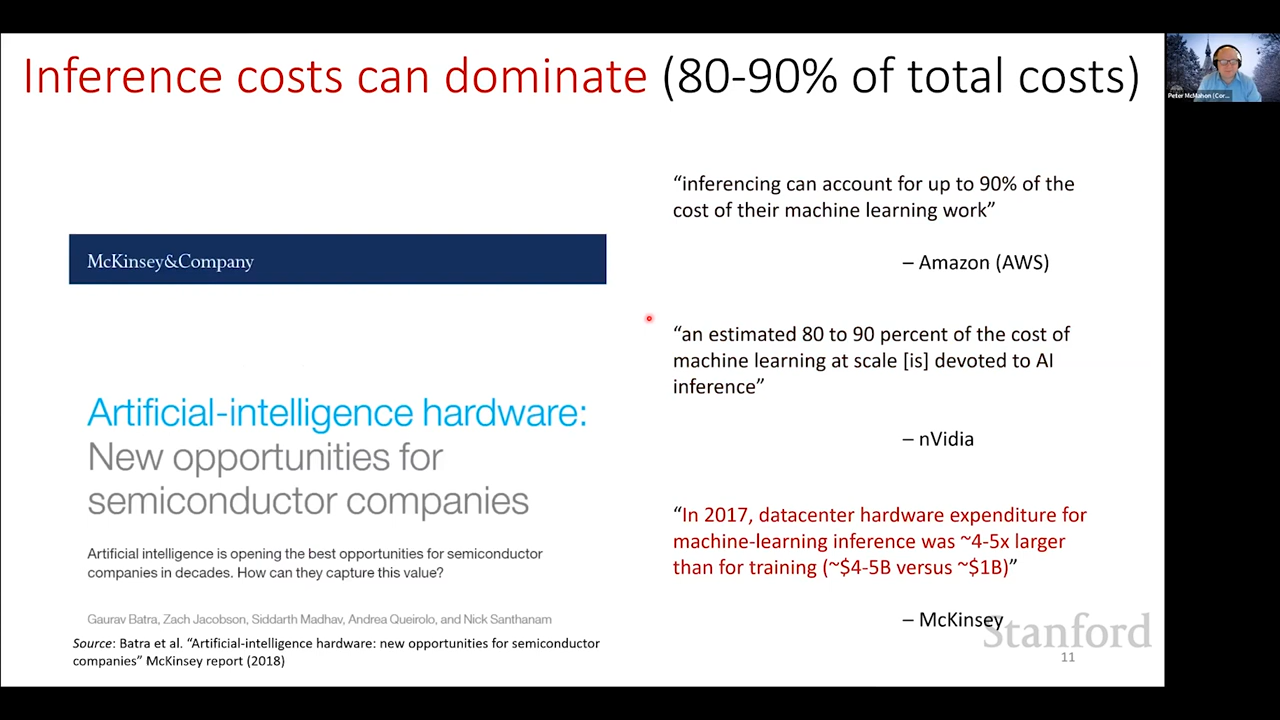 Inference costs can dominate (80-90% of total costs)
Peter McMahon (Cor...
McKinsey&Company
Artificial-intelligence hardware:
New opportunities for
semiconductor companies
Artificial intelligence is opening the best opportunities for semiconductor
companies in decades. How can they capture this value?
Gaurav Batra, Zach Jacobson, Siddarth Madhav, Andrea Queirolo, and Nick Santhanam
Source: Batra et al. “Artificial-intelligence hardware: new opportunities for semiconductor
companies” McKinsey report (2018)
“inferencing can account for up to 90% of the
cost of their machine learning work”
– Amazon (AWS)
“an estimated 80 to 90 percent of the cost of
machine learning at scale [is] devoted to AI
inference”
– nVidia
“In 2017, datacenter hardware expenditure for
machine-learning inference was ~4-5x larger
than for training (~$4-5B versus ~$1B)”
– McKinsey
Stanford
11